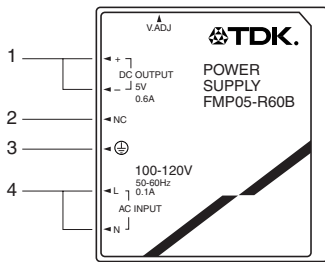 V.ADJ
TDK.
1
+
DC OUTPUT
5V
0.6A
–
POWER
SUPPLY
FMP05-R60B
2
NC
3
100-120V
50-60Hz
0.1A
4
L
AC INPUT
N